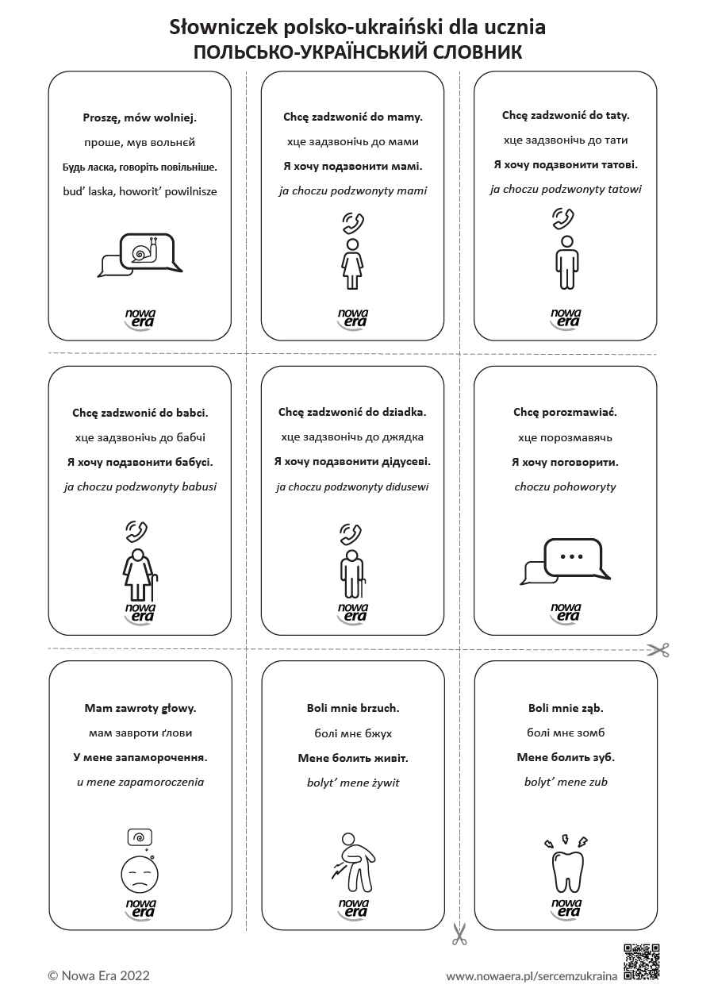 Słowniczek polsko-ukraiński dla ucznia
ПОЛЬСЬКО-УКРАЇНСЬКИЙ СЛОВНИК
Proszę, mów wolniej.
проше, мув вольнєй
Будь ласка, говоріть повільніше.
bud’ laska, howorit’ powilnisze
nowa
era
Chcę zadzwonić do mamy.
хце задзвонічь до мами
Я хочу подзвонити мамі.
ja choczu podzwonyty mami
nowa
era
Chcę zadzwonić do taty.
хце задзвонічь до тати
Я хочу подзвонити татові.
ja choczu podzwonyty tatowi
nowa
era
Chcę zadzwonić do babci.
хце задзвонічь до бабчі
Я хочу подзвонити бабусі.
ja choczu podzwonyty babusi
nowa
era
Chcę zadzwonić do dziadka.
хце задзвонічь до джядка
Я хочу подзвонити дідусеві.
ja choczu podzwonyty didusewi
nowa
era
Chcę porozmawiać.
хце порозмавячь
Я хочу поговорити.
choczu pohoworyty
nowa
era
Mam zawroty głowy.
мам завроти ґлови
У мене запаморочення.
u mene zapamoroczenia
nowa
era
Boli mnie brzuch.
болі мнє бжух
Мене болить живіт.
bolyt’ mene żywit
nowa
era
Boli mnie ząb.
болі мнє зомб
Мене болить зуб.
bolyt’ mene zub
nowa
era
© Nowa Era 2022
www.nowaera.pl/sercemzukraina